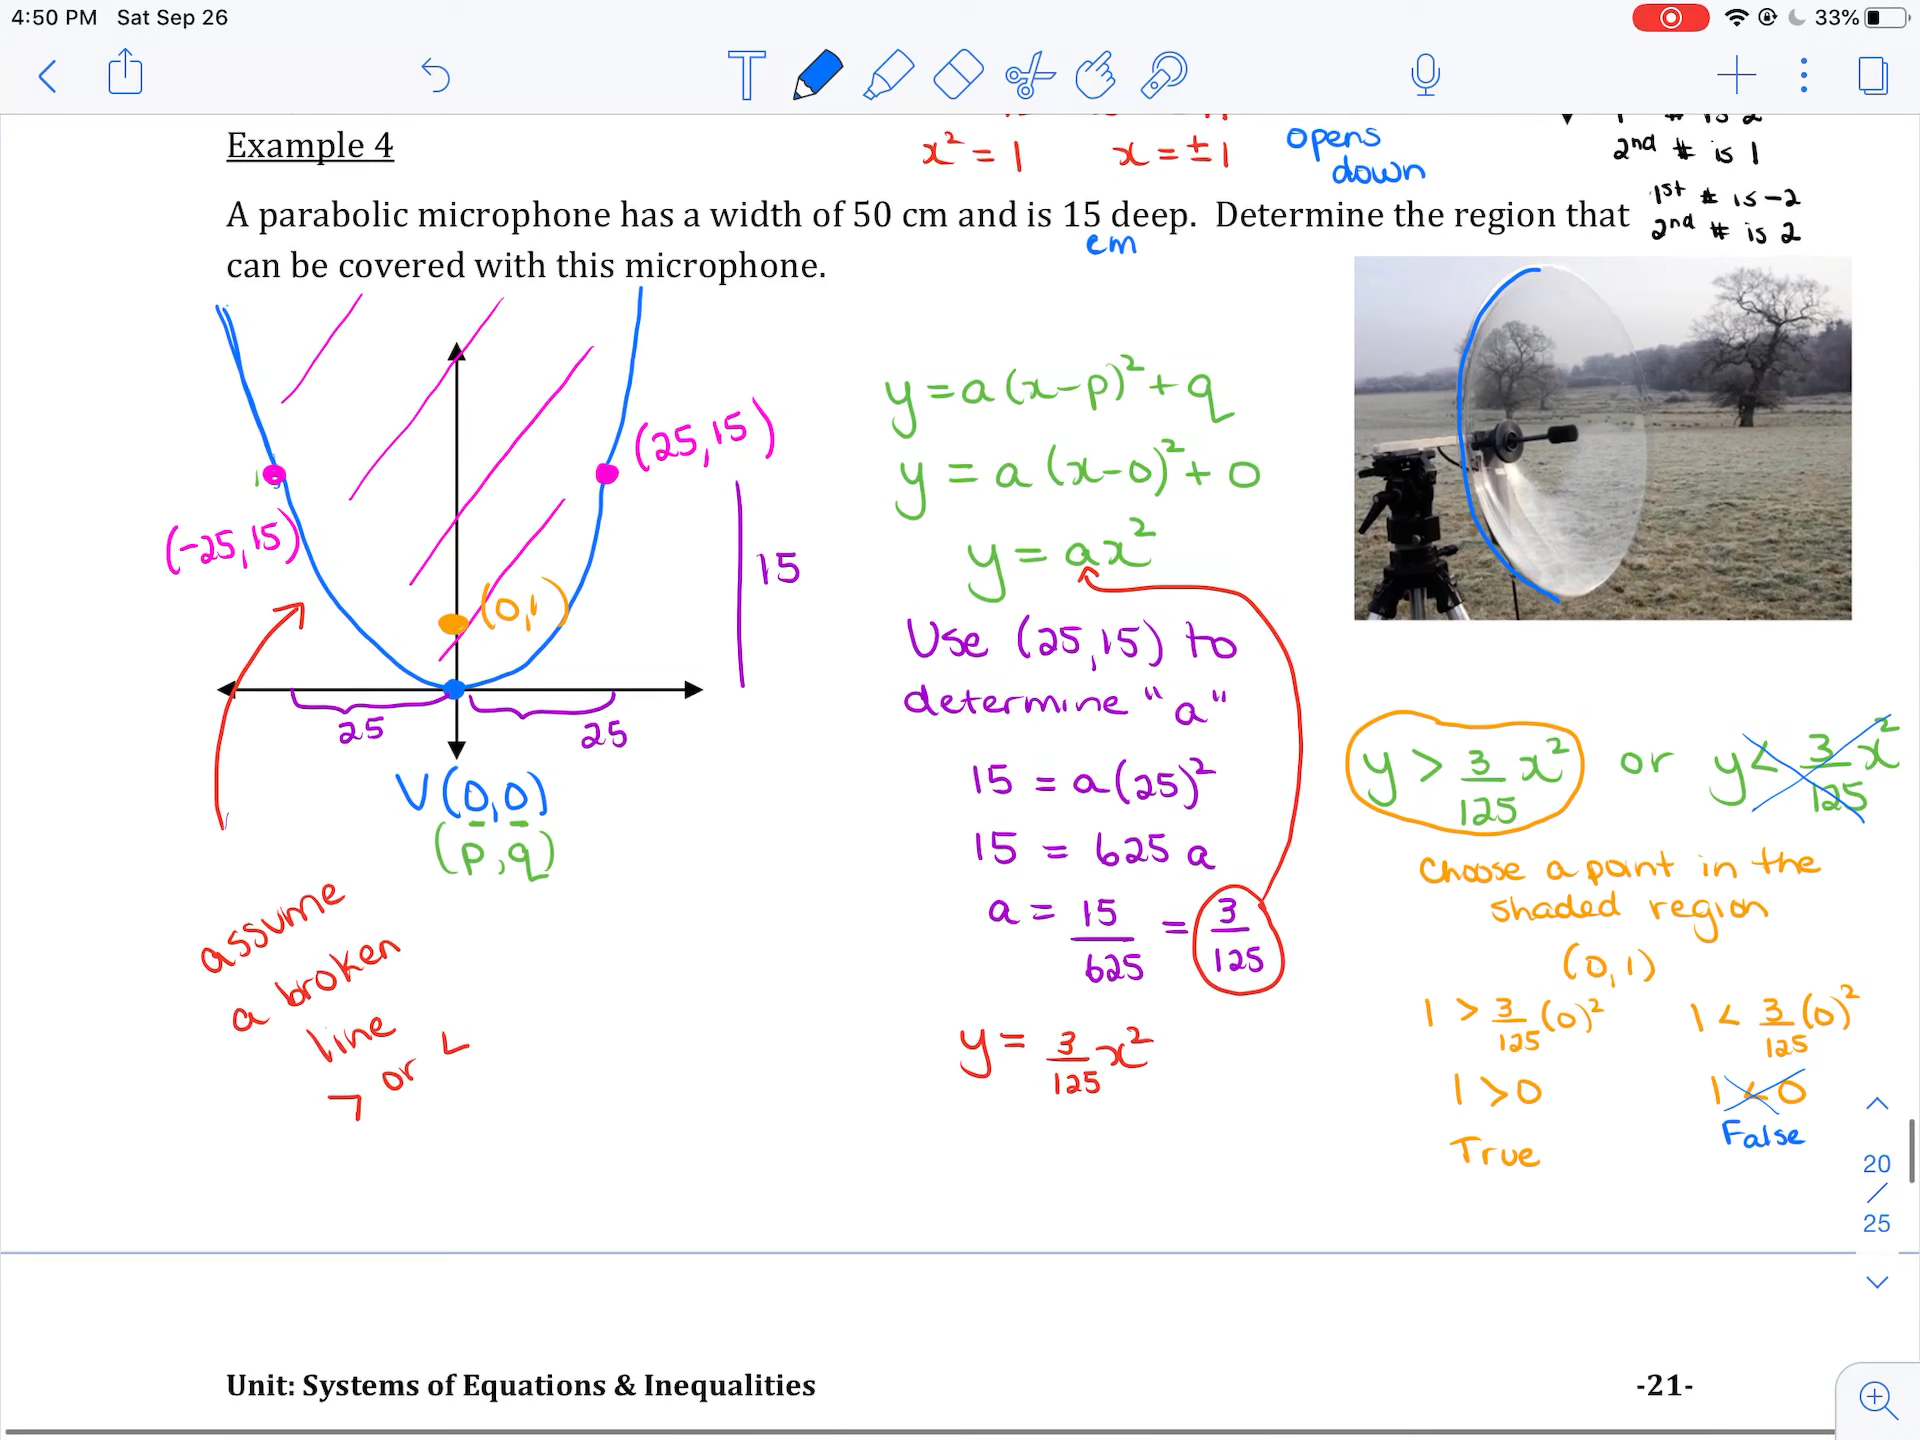 4:50 PM Sat Sep 26
33%
Example 4
x² = 1 x = ±1
opens
down
2nd # is 1
1st # is -2
2nd # is 2
A parabolic microphone has a width of 50 cm and is 15 deep. Determine the region that
cm
can be covered with this microphone.
(25,15)
(-25,15)
15
(0,1)
25 25
V(0,0)
(p,q)
assume
a broken
line
> or <
y = a(x-p)² + q
y = a(x-0)² + 0
y = ax²
Use (25,15) to
determine "a"
15 = a(25)²
15 = 625a
a = 15/625 = 3/125
y = 3/125 x²
y > 3/125 x² or y < 3/125 x²
Choose a point in the
shaded region
(0,1)
1 > 3/125 (0)² 1 < 3/125 (0)²
1 > 0 1 < 0
True False
20
/
25
Unit: Systems of Equations & Inequalities -21-